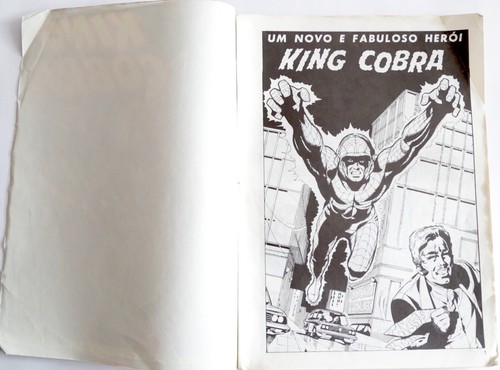 UM NOVO E FABULOSO HERÓI
KING COBRA